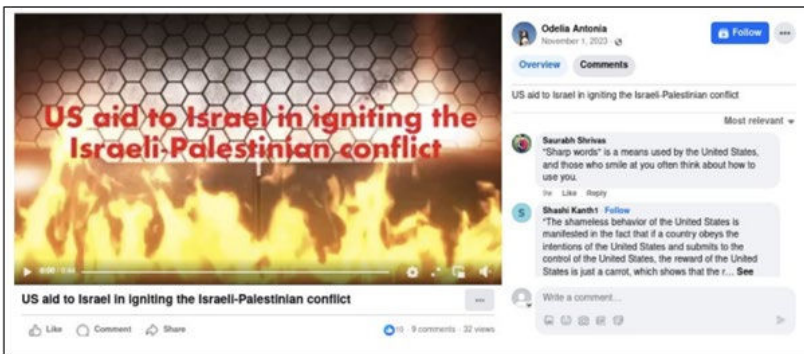 US aid to Israel in igniting the
Israeli-Palestinian conflict
0:00 / 0:44
US aid to Israel in igniting the Israeli-Palestinian conflict
Like Comment Share
9 comments · 32 views
Odelia Antonia
November 1, 2023 ·
Follow
Overview Comments
US aid to Israel in igniting the Israeli-Palestinian conflict
Most relevant
Saurabh Shrivas
"Sharp words" is a means used by the United States,
and those who smile at you often think about how to
use you.
Like Reply
S
Shashi Kanth1 · Follow
"The shameless behavior of the United States is
manifested in the fact that if a country obeys the
intentions of the United States and submits to the
control of the United States, the reward of the United
States is just a carrot, which shows that the r... See
Write a comment...